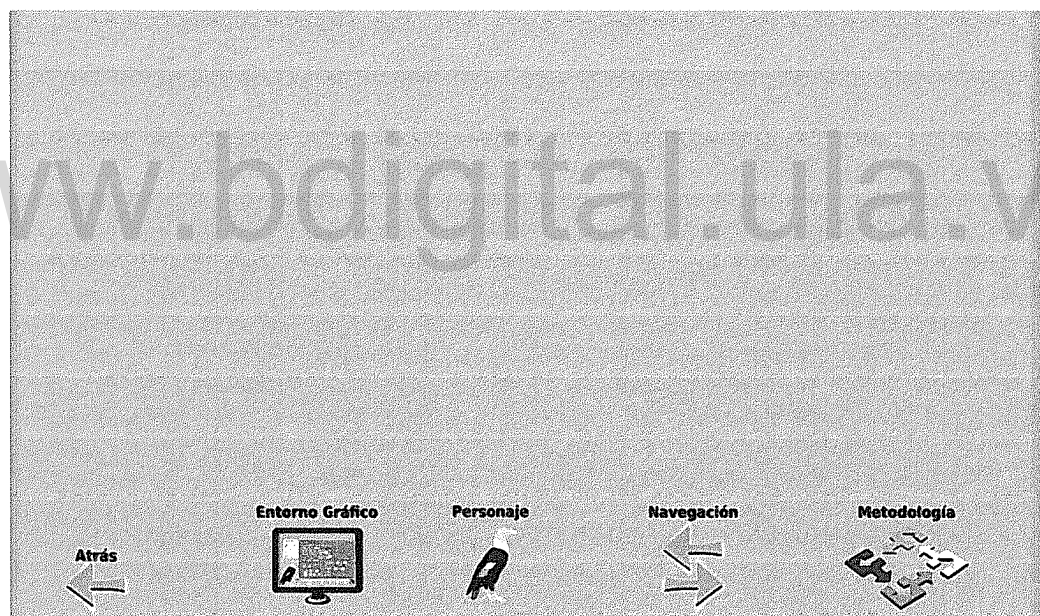 ww.bdigital.ula.v
Entorno Gráfico
Personaje
Navegación
Metodología
Atrás